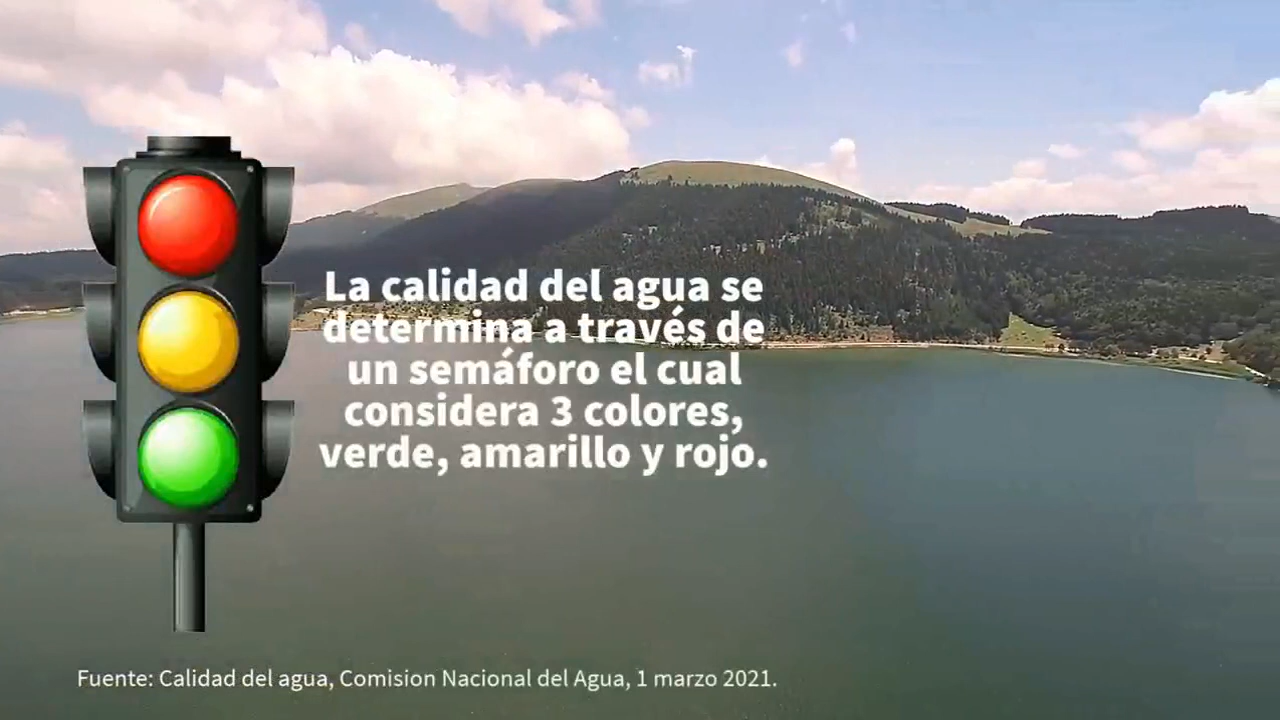 La calidad del agua se
determina a través de
un semáforo el cual
considera 3 colores,
verde, amarillo y rojo.
Fuente: Calidad del agua, Comision Nacional del Agua, 1 marzo 2021.